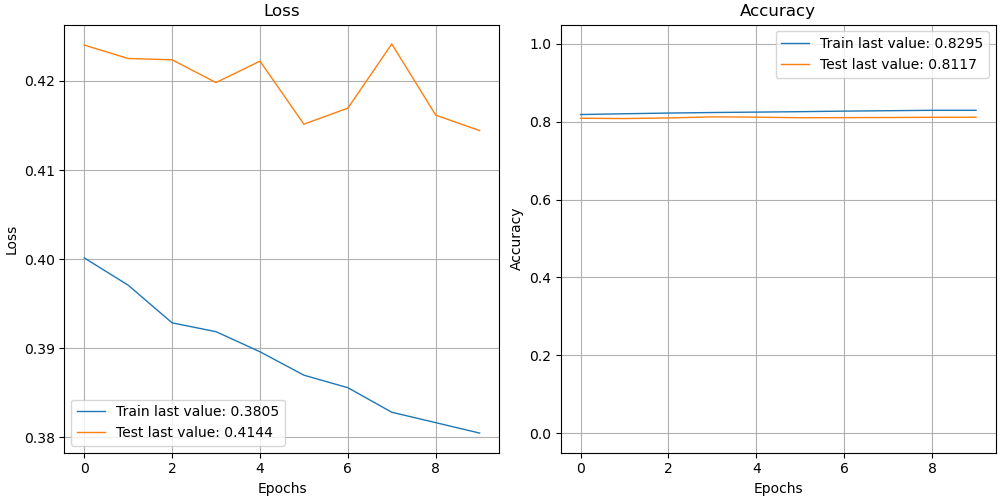 Loss
Loss
0.42
0.41
0.40
0.39
0.38
Train last value: 0.3805
Test last value: 0.4144
0 2 4 6 8
Epochs
Accuracy
Accuracy
1.0
0.8
0.6
0.4
0.2
0.0
Train last value: 0.8295
Test last value: 0.8117
0 2 4 6 8
Epochs